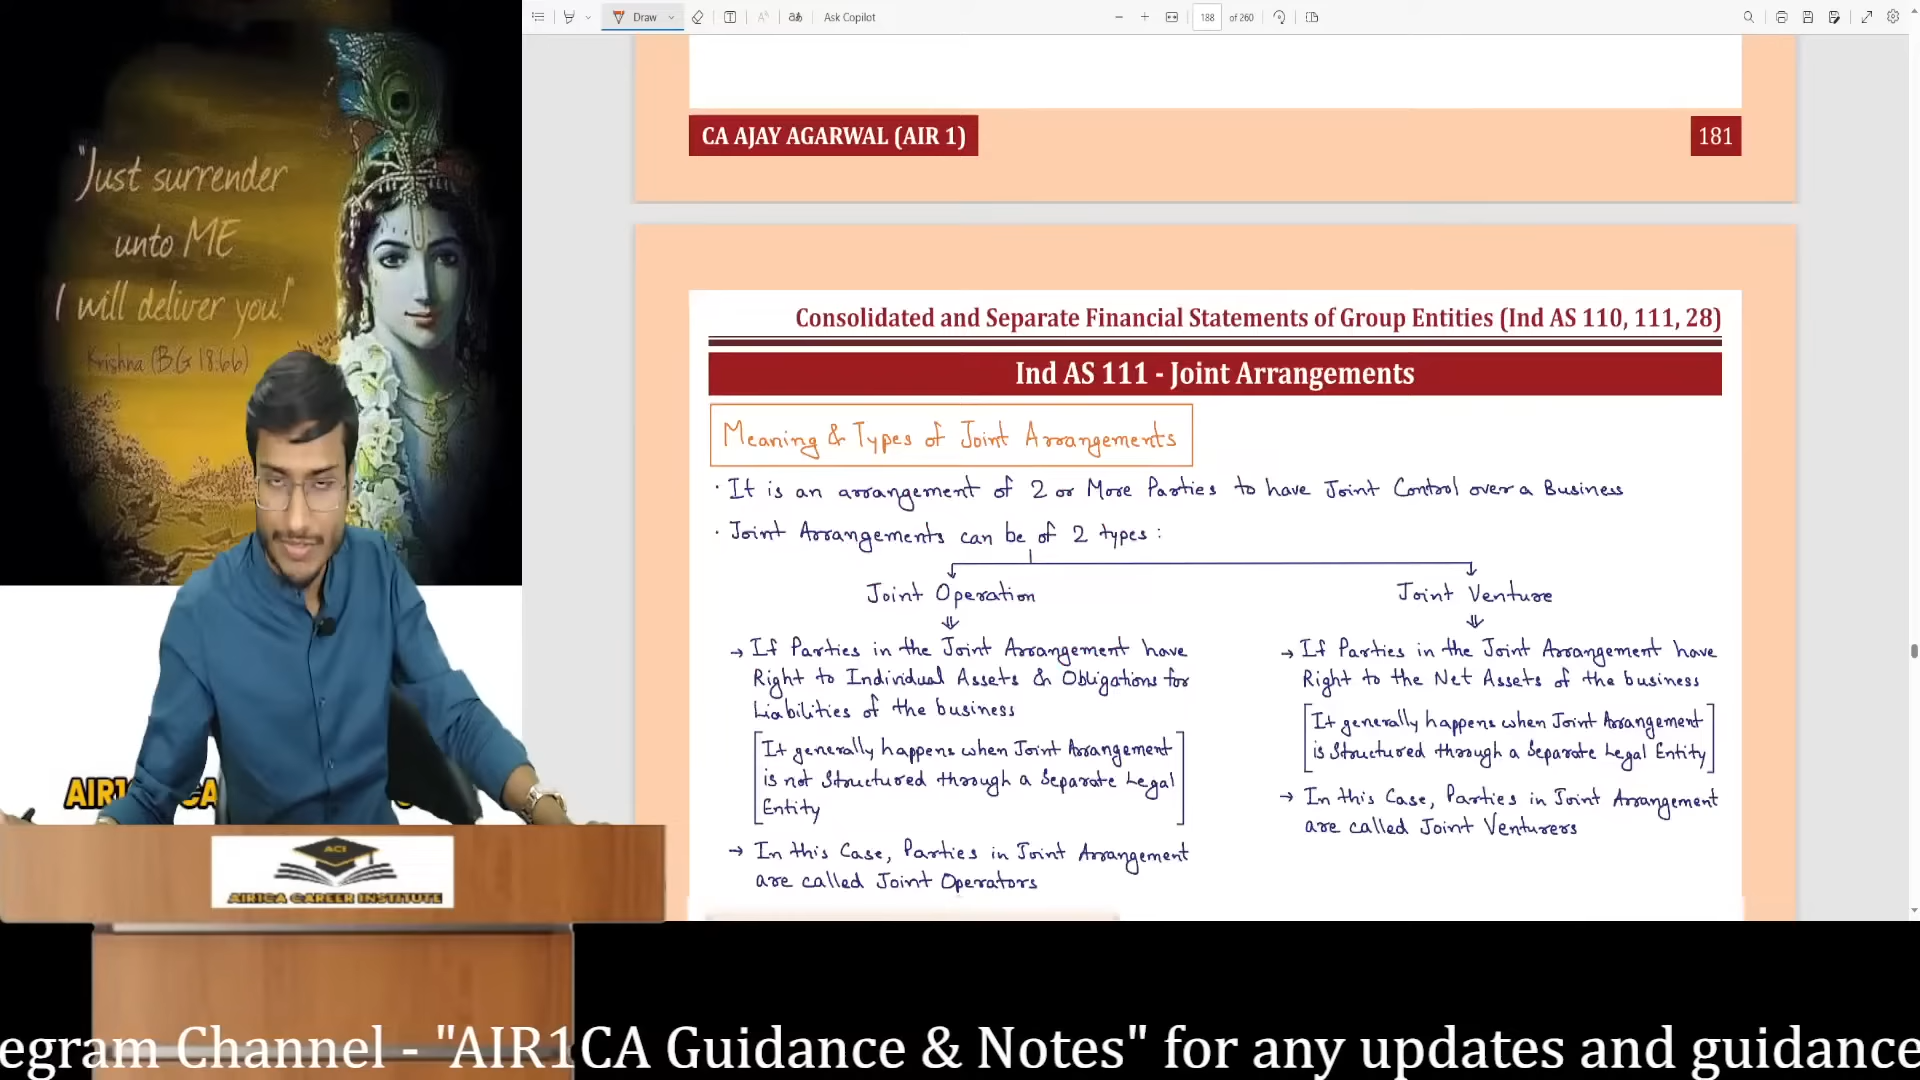 Draw
Ask Copilot
188 of 260
CA AJAY AGARWAL (AIR 1)
181
"Just surrender
unto ME
I will deliver you!"
Krishna (B.G 18.66)
Consolidated and Separate Financial Statements of Group Entities (Ind AS 110, 111, 28)
Ind AS 111 - Joint Arrangements
Meaning & Types of Joint Arrangements
· It is an arrangement of 2 or More Parties to have Joint Control over a Business
· Joint Arrangements can be of 2 types :
Joint Operation
→ If Parties in the Joint Arrangement have
Right to Individual Assets & Obligations for
Liabilities of the business
[It generally happens when Joint Arrangement
is not Structured through a Separate Legal
Entity]
→ In this Case, Parties in Joint Arrangement
are called Joint Operators
Joint Venture
→ If Parties in the Joint Arrangement have
Right to the Net Assets of the business
[It generally happens when Joint Arrangement
is Structured through a Separate Legal Entity]
→ In this Case, Parties in Joint Arrangement
are called Joint Venturers
AIR1 CA
ACI
AIR1CA CAREER INSTITUTE
egram Channel - "AIR1CA Guidance & Notes" for any updates and guidance